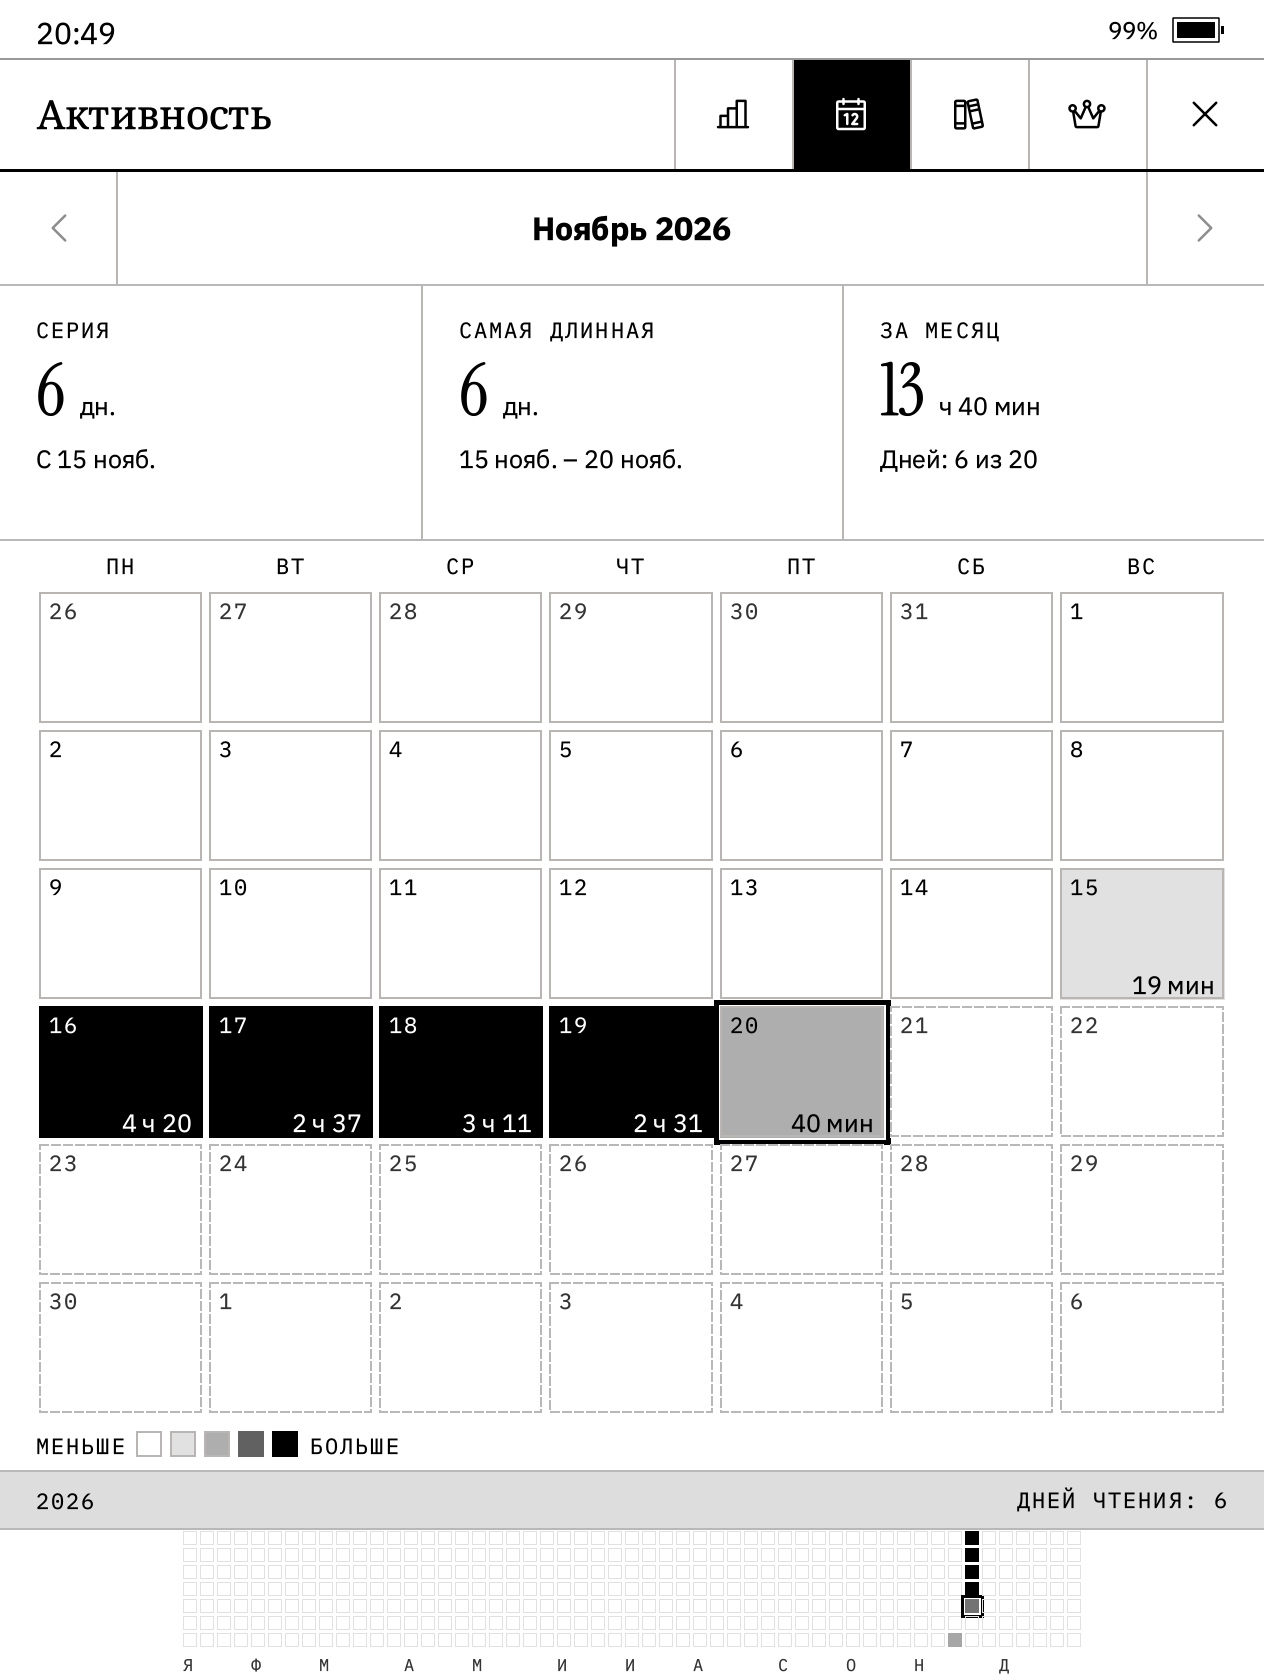 20:49 99%
Активность 12
Ноябрь 2026
СЕРИЯ САМАЯ ДЛИННАЯ ЗА МЕСЯЦ
6 дн. 6 дн. 13 ч 40 мин
С 15 нояб. 15 нояб. – 20 нояб. Дней: 6 из 20
ПН ВТ СР ЧТ ПТ СБ ВС
26 27 28 29 30 31 1
2 3 4 5 6 7 8
9 10 11 12 13 14 15
19 мин
16 17 18 19 20 21 22
4 ч 20 2 ч 37 3 ч 11 2 ч 31 40 мин
23 24 25 26 27 28 29
30 1 2 3 4 5 6
МЕНЬШЕ БОЛЬШЕ
2026 ДНЕЙ ЧТЕНИЯ: 6
Я Ф М А М И И А С О Н Д